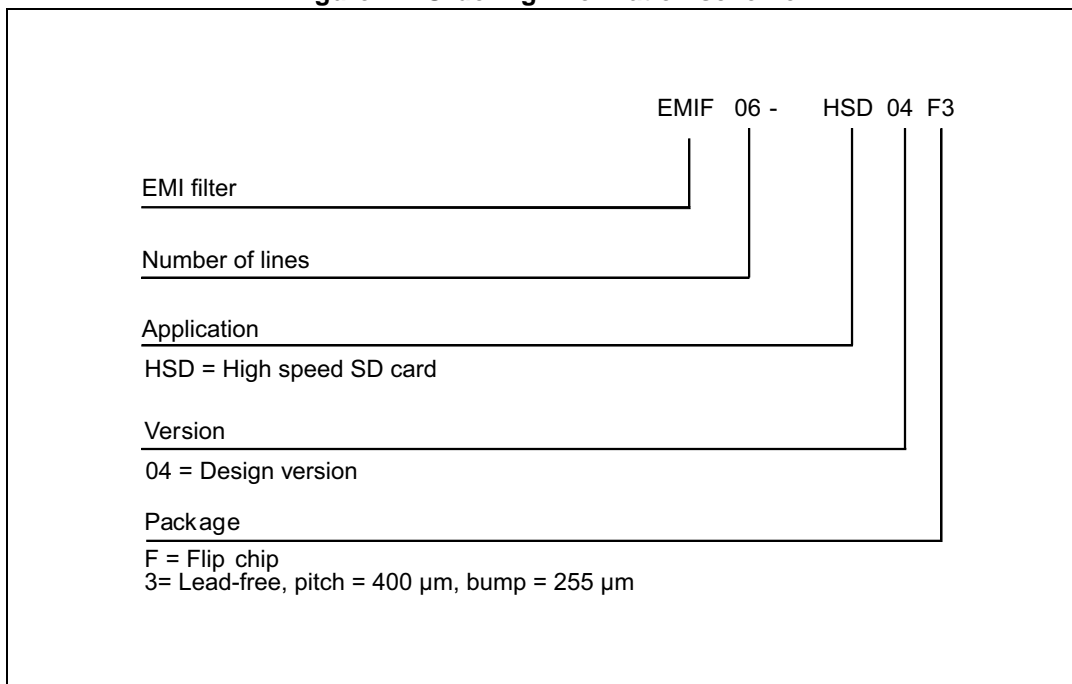 EMIF 06 - HSD 04 F3
EMI filter
Number of lines
Application
HSD = High speed SD card
Version
04 = Design version
Package
F = Flip chip
3= Lead-free, pitch = 400 µm, bump = 255 µm